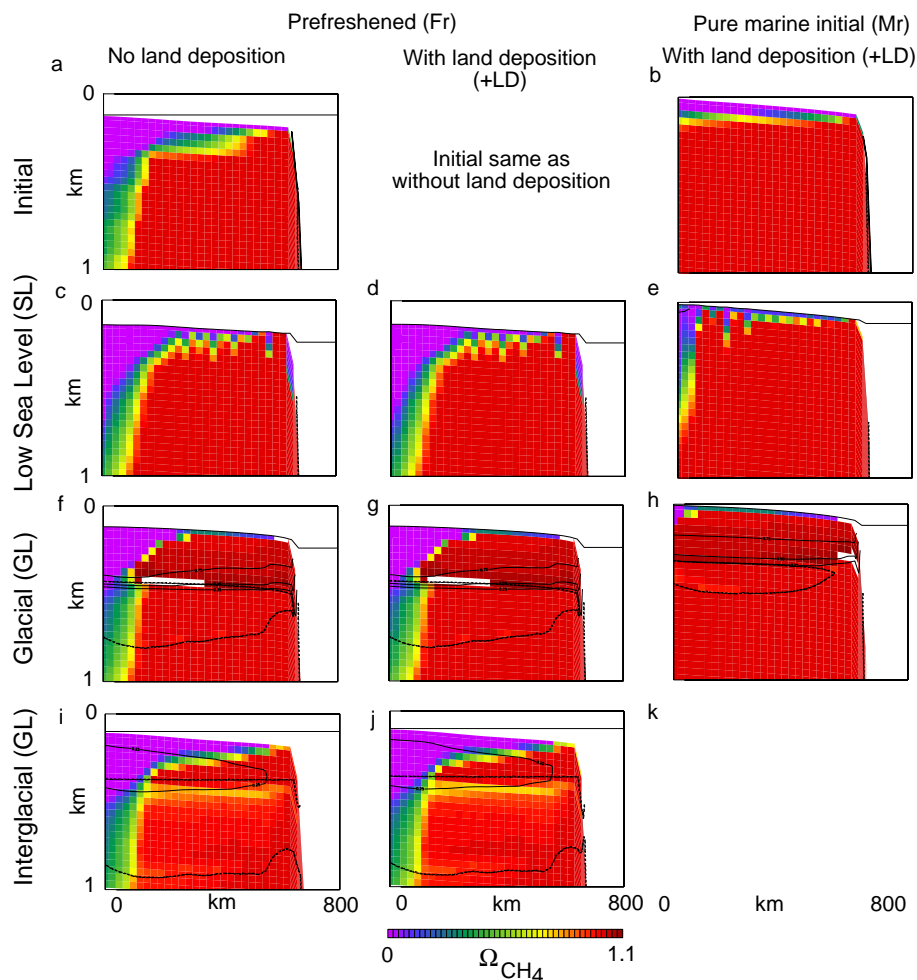 Prefreshened (Fr)
Pure marine initial (Mr)
No land deposition
With land deposition
(+LD)
With land deposition (+LD)
a
b
0
km
1
Initial
Initial same as
without land deposition
c
d
e
0
km
1
Low Sea Level (SL)
f
g
h
0
km
1
Glacial (GL)
i
j
k
0
km
1
Interglacial (GL)
0 km 800
0 km 800
0 km 800
0 1.1
ΩCH4